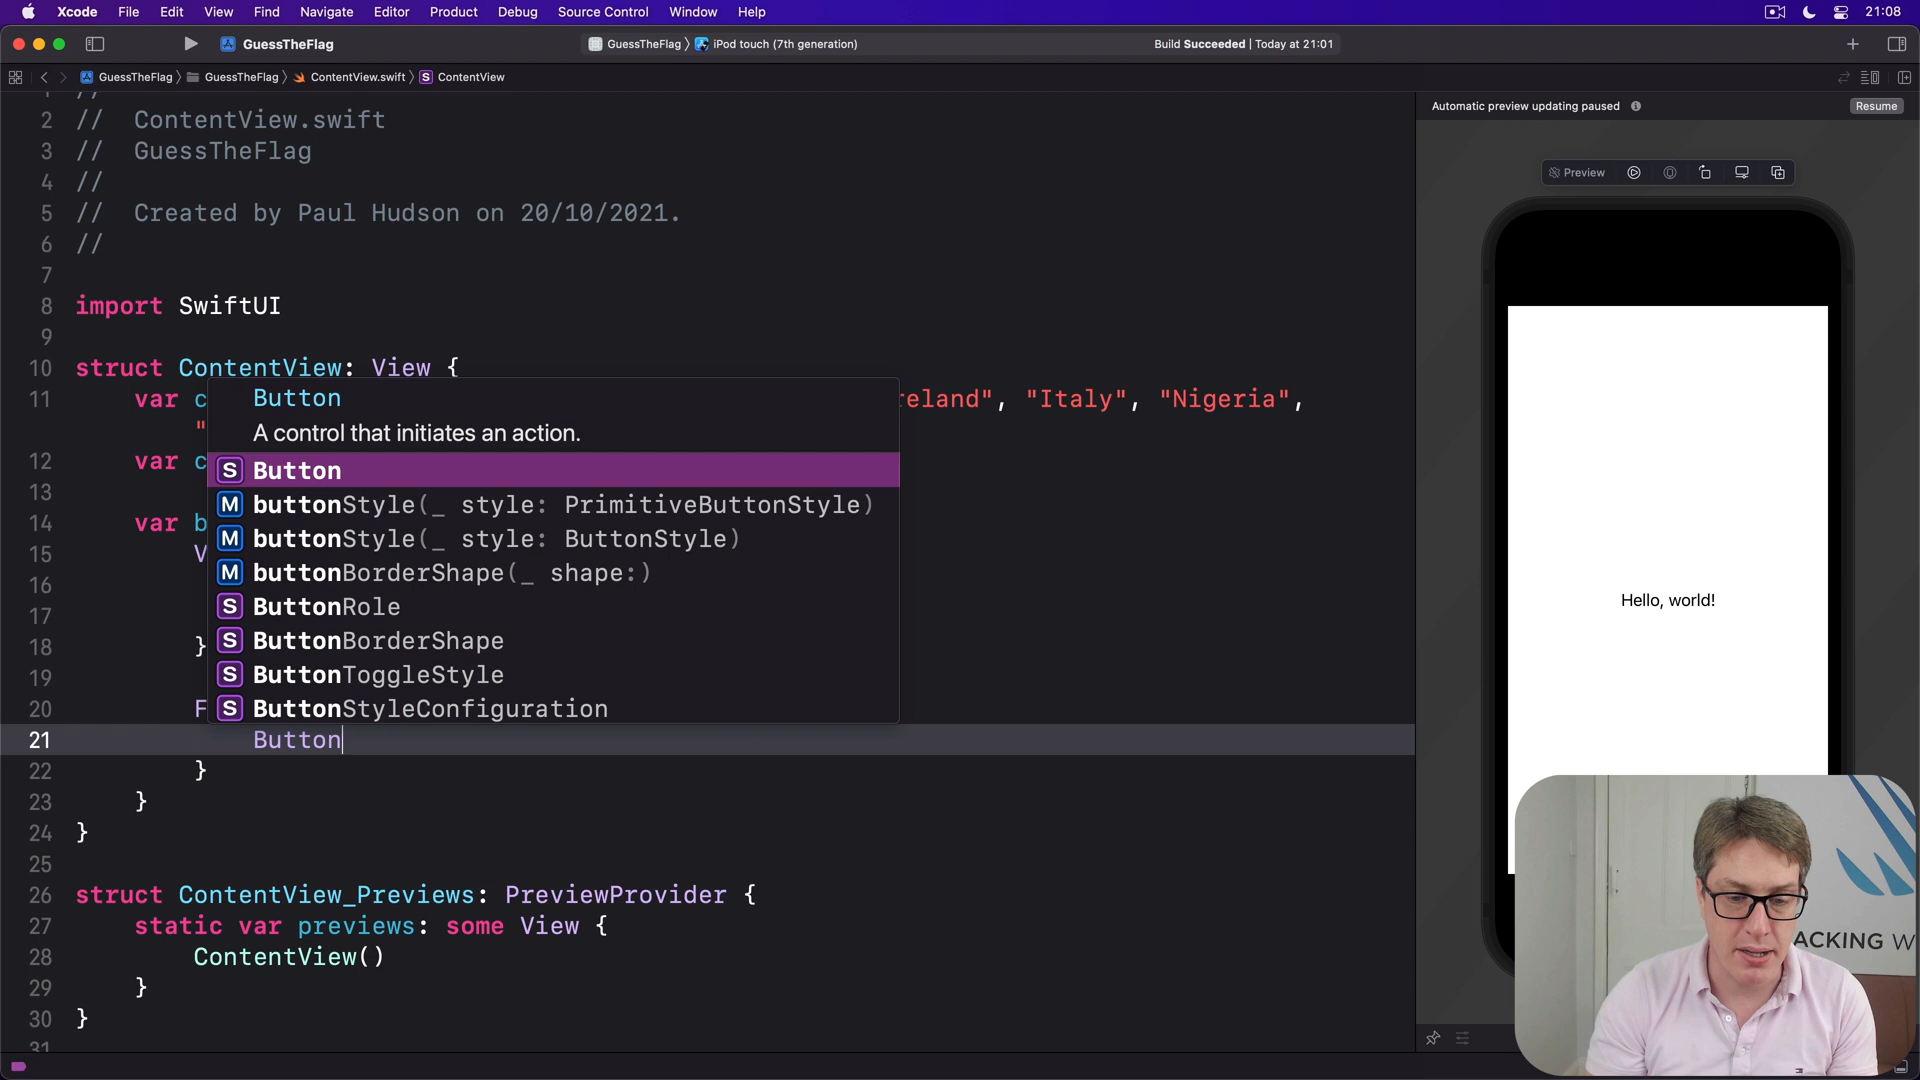 Xcode File Edit View Find Navigate Editor Product Debug Source Control Window Help 21:08
GuessTheFlag GuessTheFlag iPod touch (7th generation) Build Succeeded | Today at 21:01
GuessTheFlag GuessTheFlag ContentView.swift S ContentView
Automatic preview updating paused Resume
Preview
2 // ContentView.swift
3 // GuessTheFlag
4 //
5 // Created by Paul Hudson on 20/10/2021.
6 //
7
8 import SwiftUI
9
10 struct ContentView: View {
11 var c reland", "Italy", "Nigeria",
"
12 var c
13
14 var b
15 V
16
17
18 }
19
20 F
Button
A control that initiates an action.
S Button
M buttonStyle(_ style: PrimitiveButtonStyle)
M buttonStyle(_ style: ButtonStyle)
M buttonBorderShape(_ shape:)
S ButtonRole
S ButtonBorderShape
S ButtonToggleStyle
S ButtonStyleConfiguration
21 Button
22 }
23 }
24 }
25
26 struct ContentView_Previews: PreviewProvider {
27 static var previews: some View {
28 ContentView()
29 }
30 }
31
Hello, world!
ACKING W